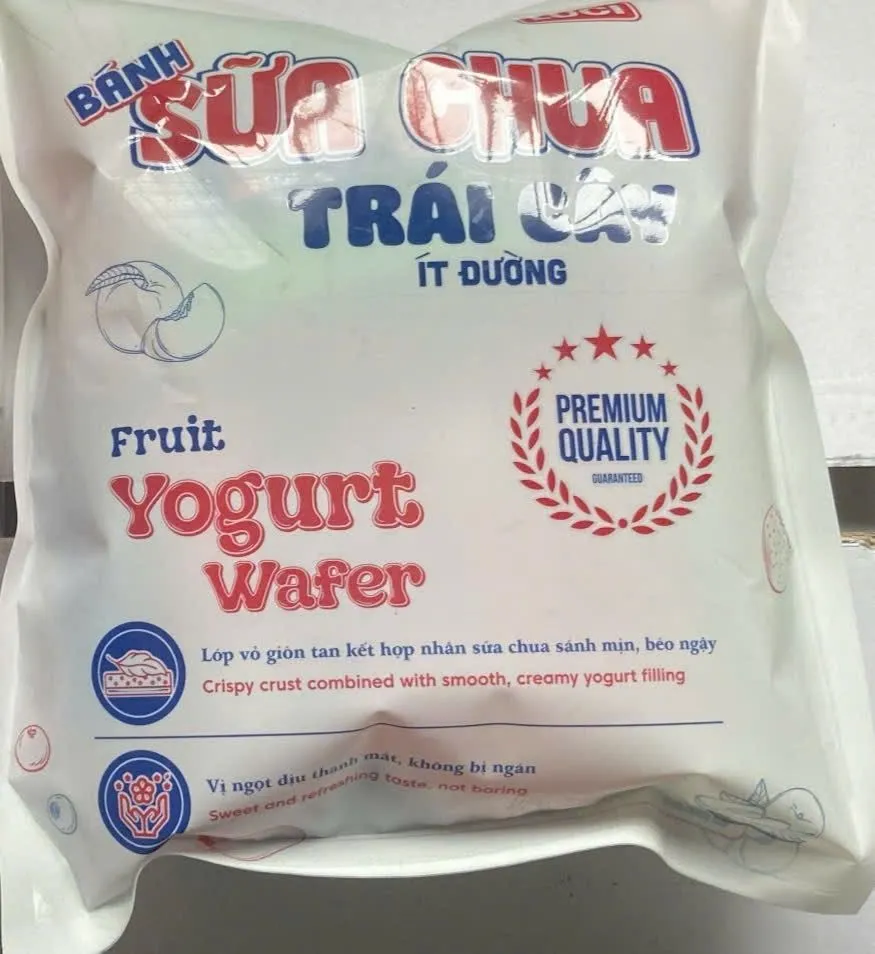 BÁNH
SỮA CHUA
TRÁI CÂY
ÍT ĐƯỜNG
PREMIUM
QUALITY
GUARANTEED
Fruit
Yogurt
Wafer
Lớp vỏ giòn tan kết hợp nhân sữa chua sánh mịn, béo ngậy
Crispy crust combined with smooth, creamy yogurt filling
Vị ngọt dịu thanh mát, không bị ngán
Sweet and refreshing taste, not boring